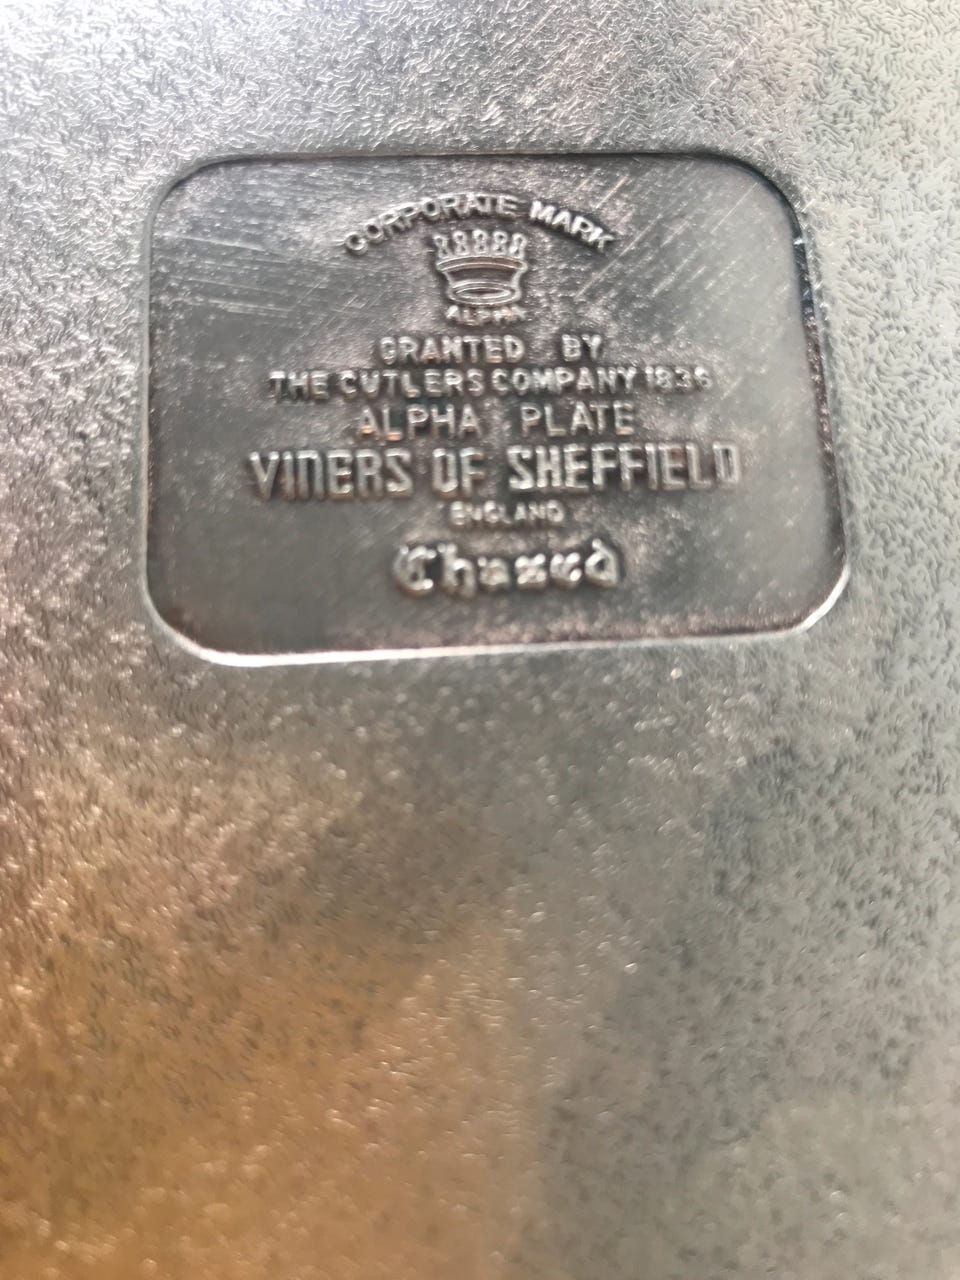 CORPORATE MARK
ALPHA
GRANTED BY
THE CUTLERS COMPANY 1836
ALPHA PLATE
VINERS OF SHEFFIELD
ENGLAND
Chased